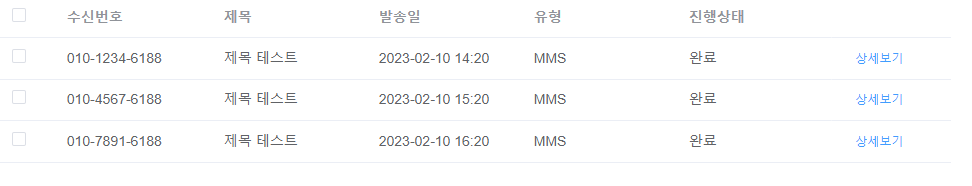 수신번호 제목 발송일 유형 진행상태
010-1234-6188 제목 테스트 2023-02-10 14:20 MMS 완료 상세보기
010-4567-6188 제목 테스트 2023-02-10 15:20 MMS 완료 상세보기
010-7891-6188 제목 테스트 2023-02-10 16:20 MMS 완료 상세보기